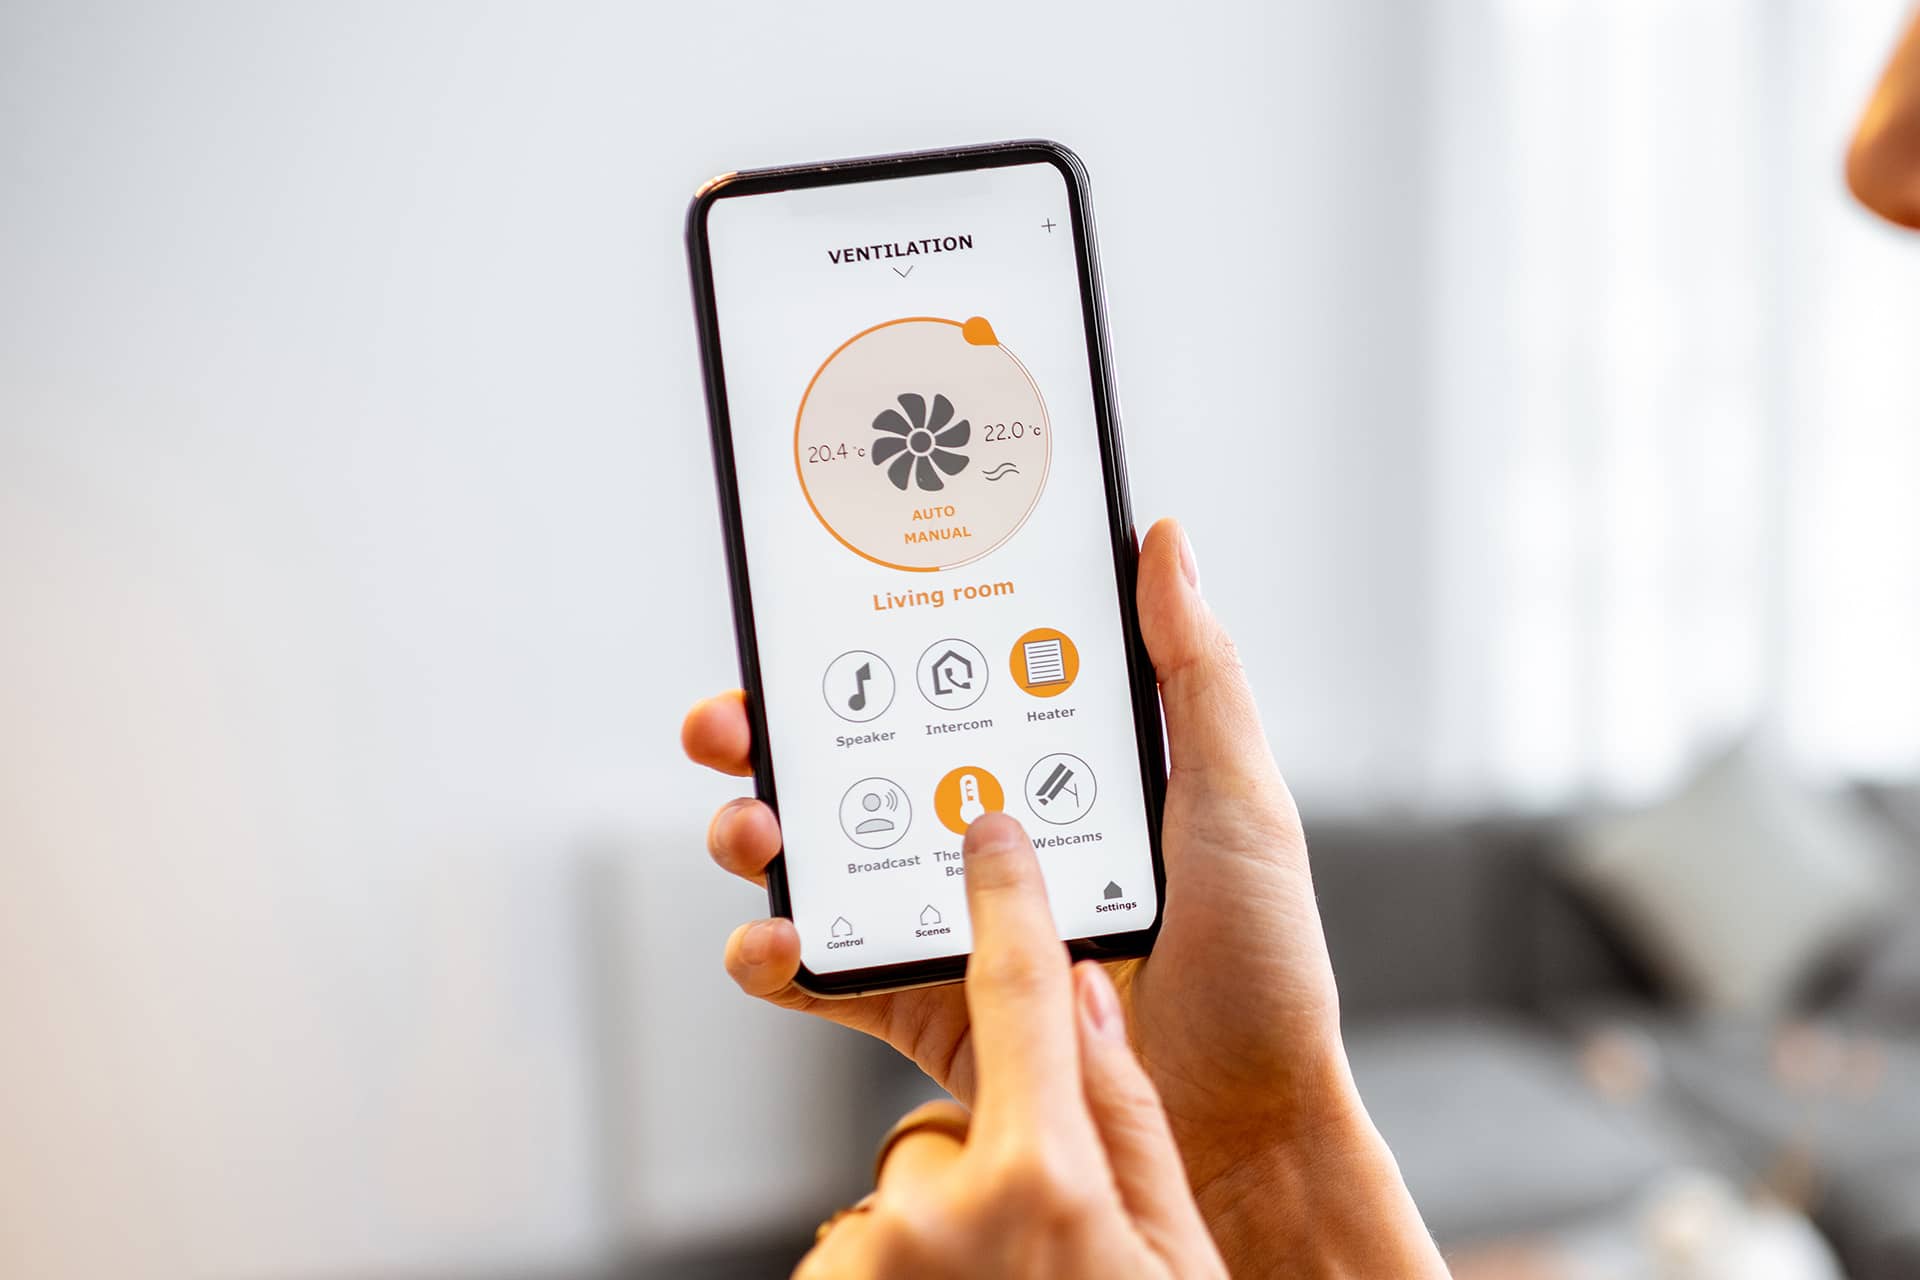 +
VENTILATION
20.4 °c
22.0 °c
AUTO
MANUAL
Living room
Speaker
Intercom
Heater
Broadcast
Webcams
Control
Scenes
Settings